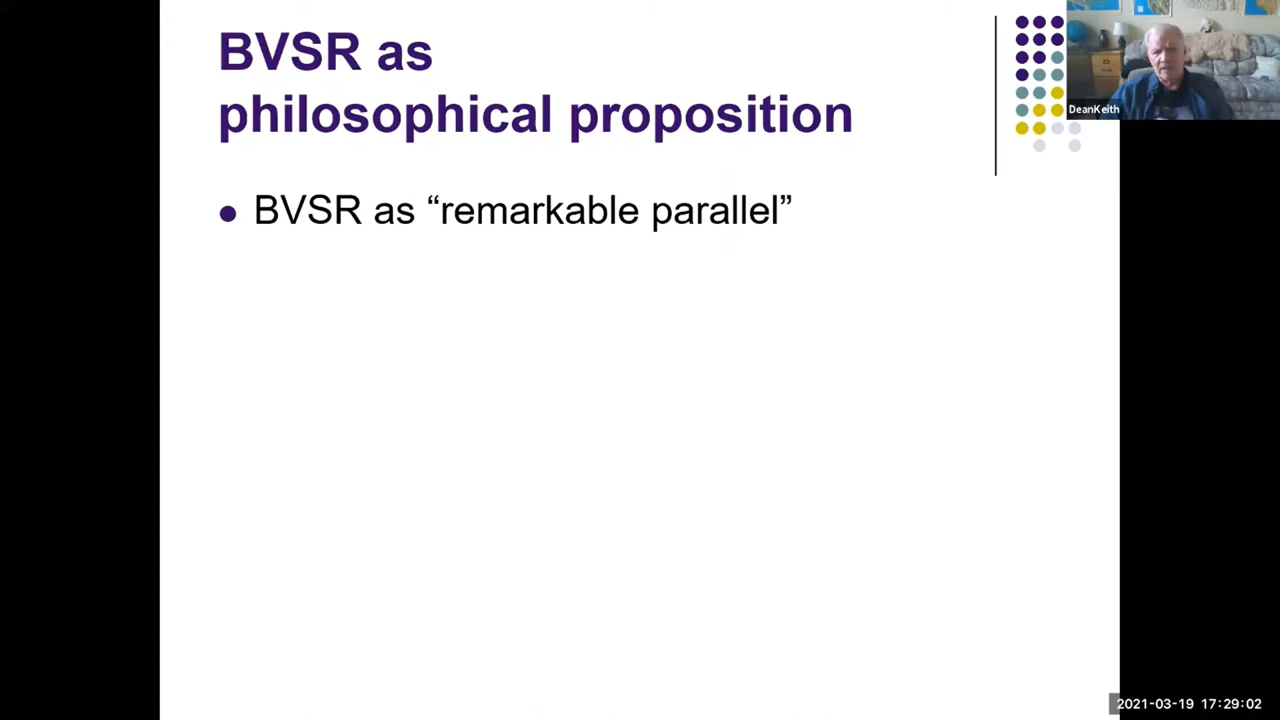 BVSR as
philosophical proposition
DeanKeith
● BVSR as “remarkable parallel”
2021-03-19 17:29:02